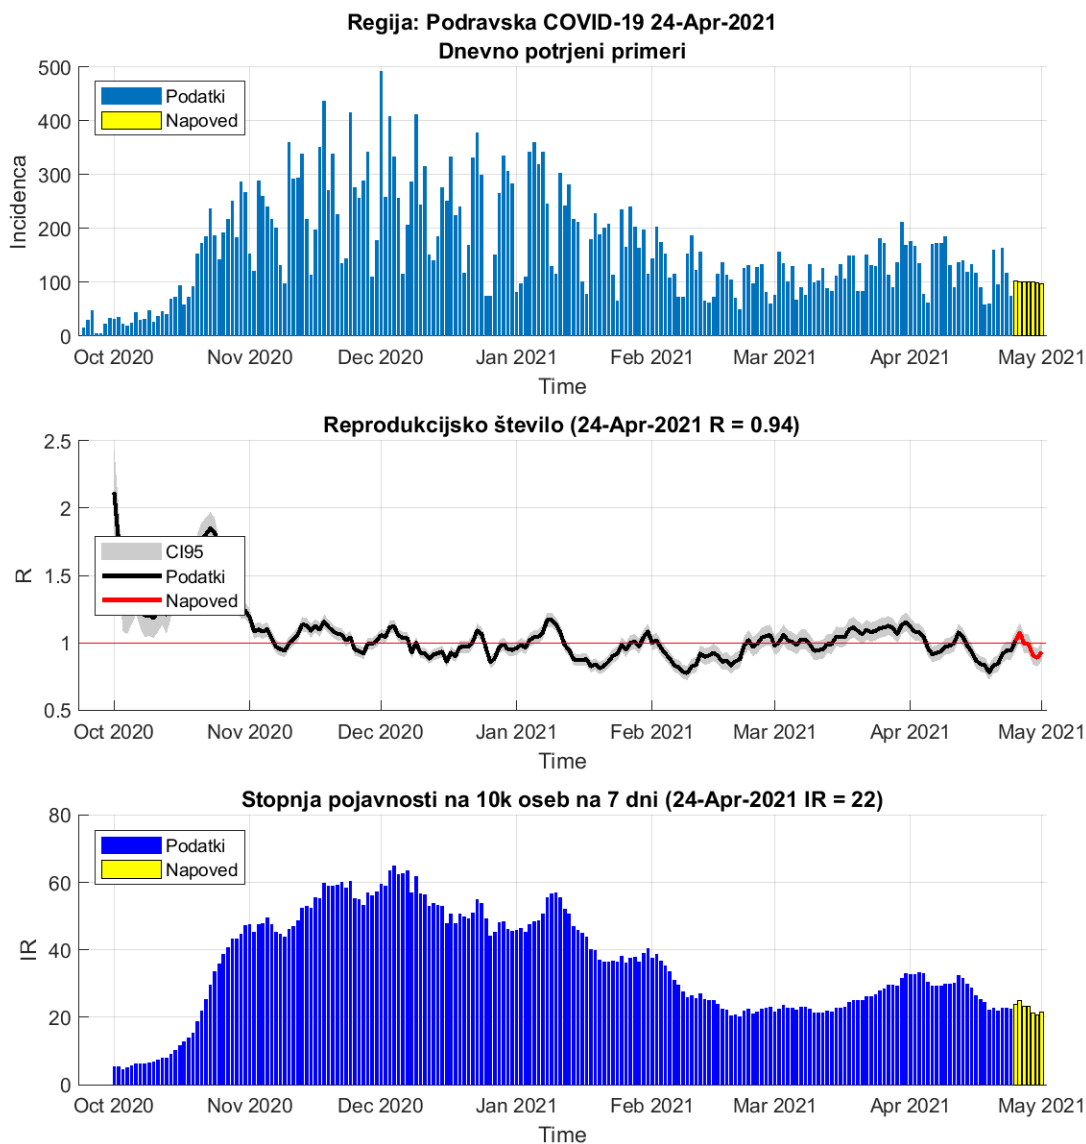 Regija: Podravska COVID-19 24-Apr-2021
Dnevno potrjeni primeri
500
400
300
200
100
0
Incidenca
Podatki
Napoved
Oct 2020 Nov 2020 Dec 2020 Jan 2021 Feb 2021 Mar 2021 Apr 2021 May 2021
Time
Reprodukcijsko število (24-Apr-2021 R = 0.94)
2.5
2
1.5
1
0.5
R
CI95
Podatki
Napoved
Oct 2020 Nov 2020 Dec 2020 Jan 2021 Feb 2021 Mar 2021 Apr 2021 May 2021
Time
Stopnja pojavnosti na 10k oseb na 7 dni (24-Apr-2021 IR = 22)
80
60
40
20
0
IR
Podatki
Napoved
Oct 2020 Nov 2020 Dec 2020 Jan 2021 Feb 2021 Mar 2021 Apr 2021 May 2021
Time